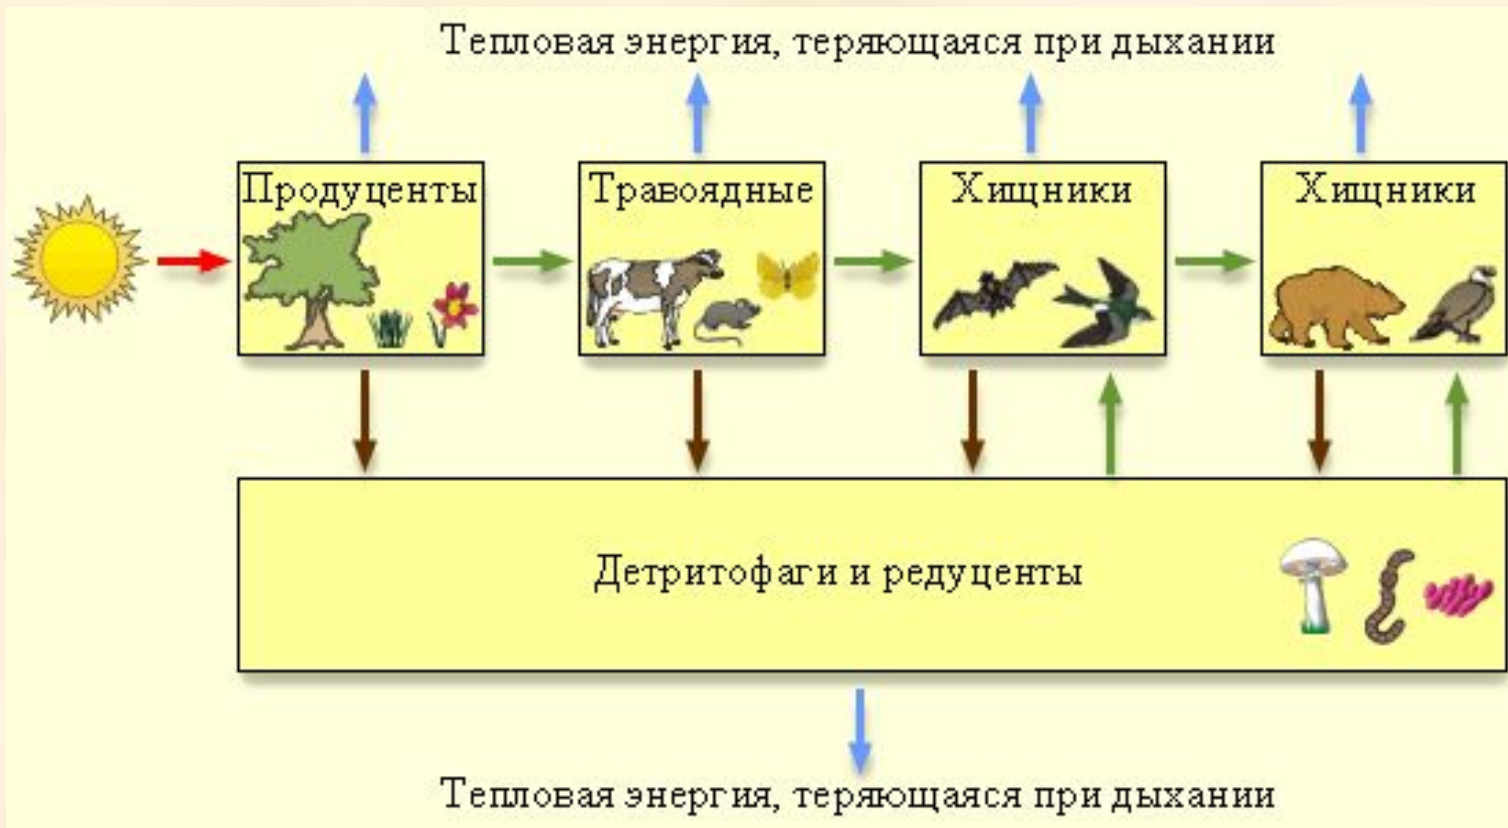 Тепловая энергия, теряющаяся при дыхании
Продуценты
Травоядные
Хищники
Хищники
Детритофаги и редуценты
Тепловая энергия, теряющаяся при дыхании